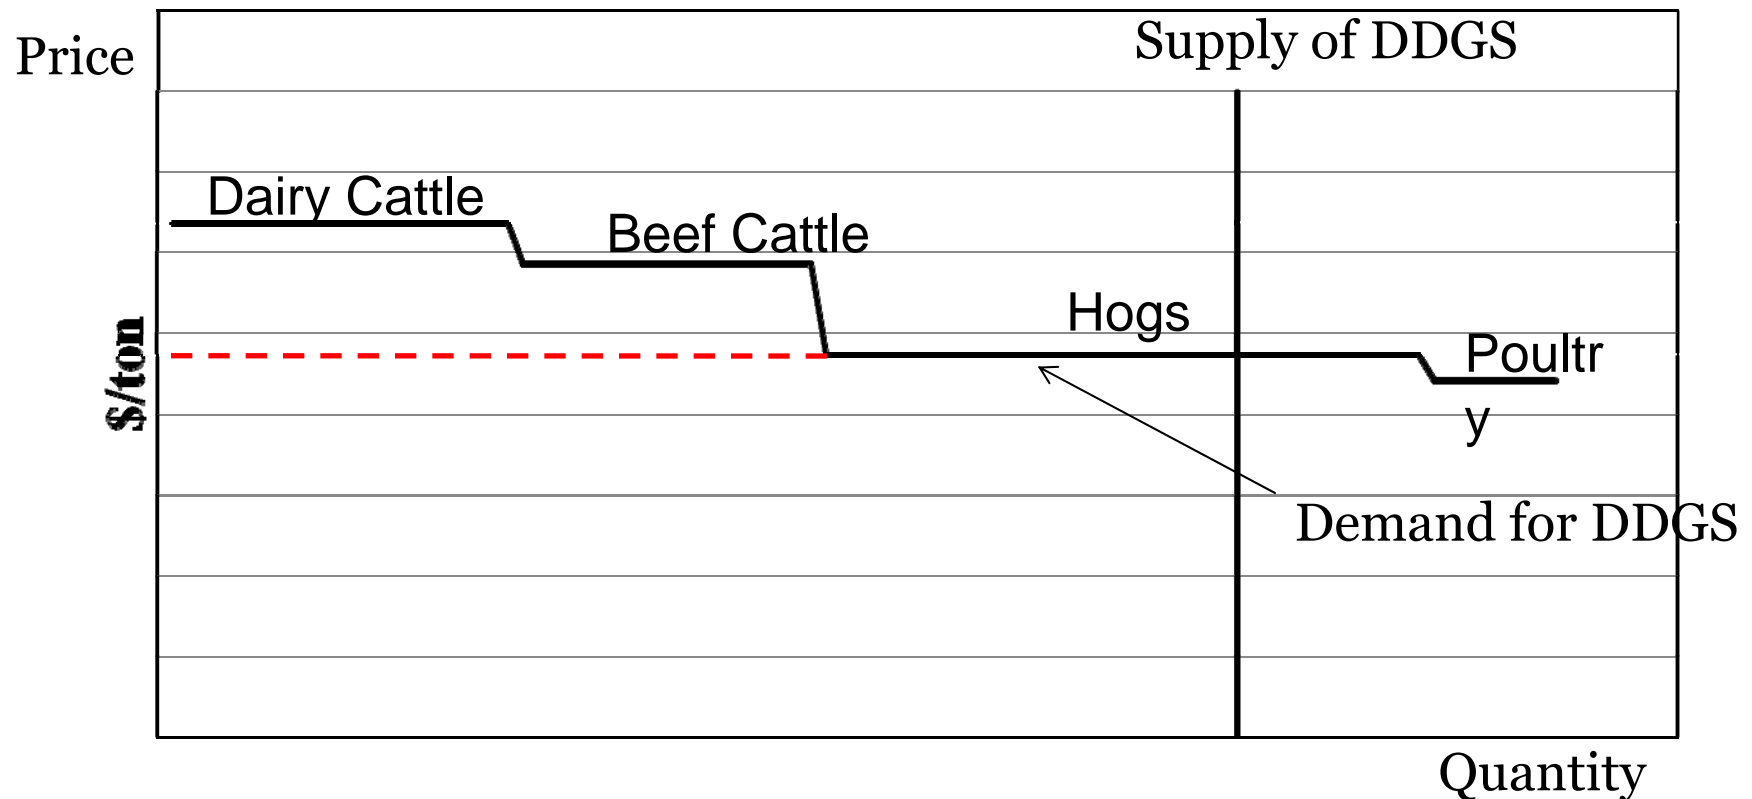 Supply of DDGS
Price
Dairy Cattle
Beef Cattle
Hogs
Poultr
y
$/ton
Demand for DDGS
Quantity